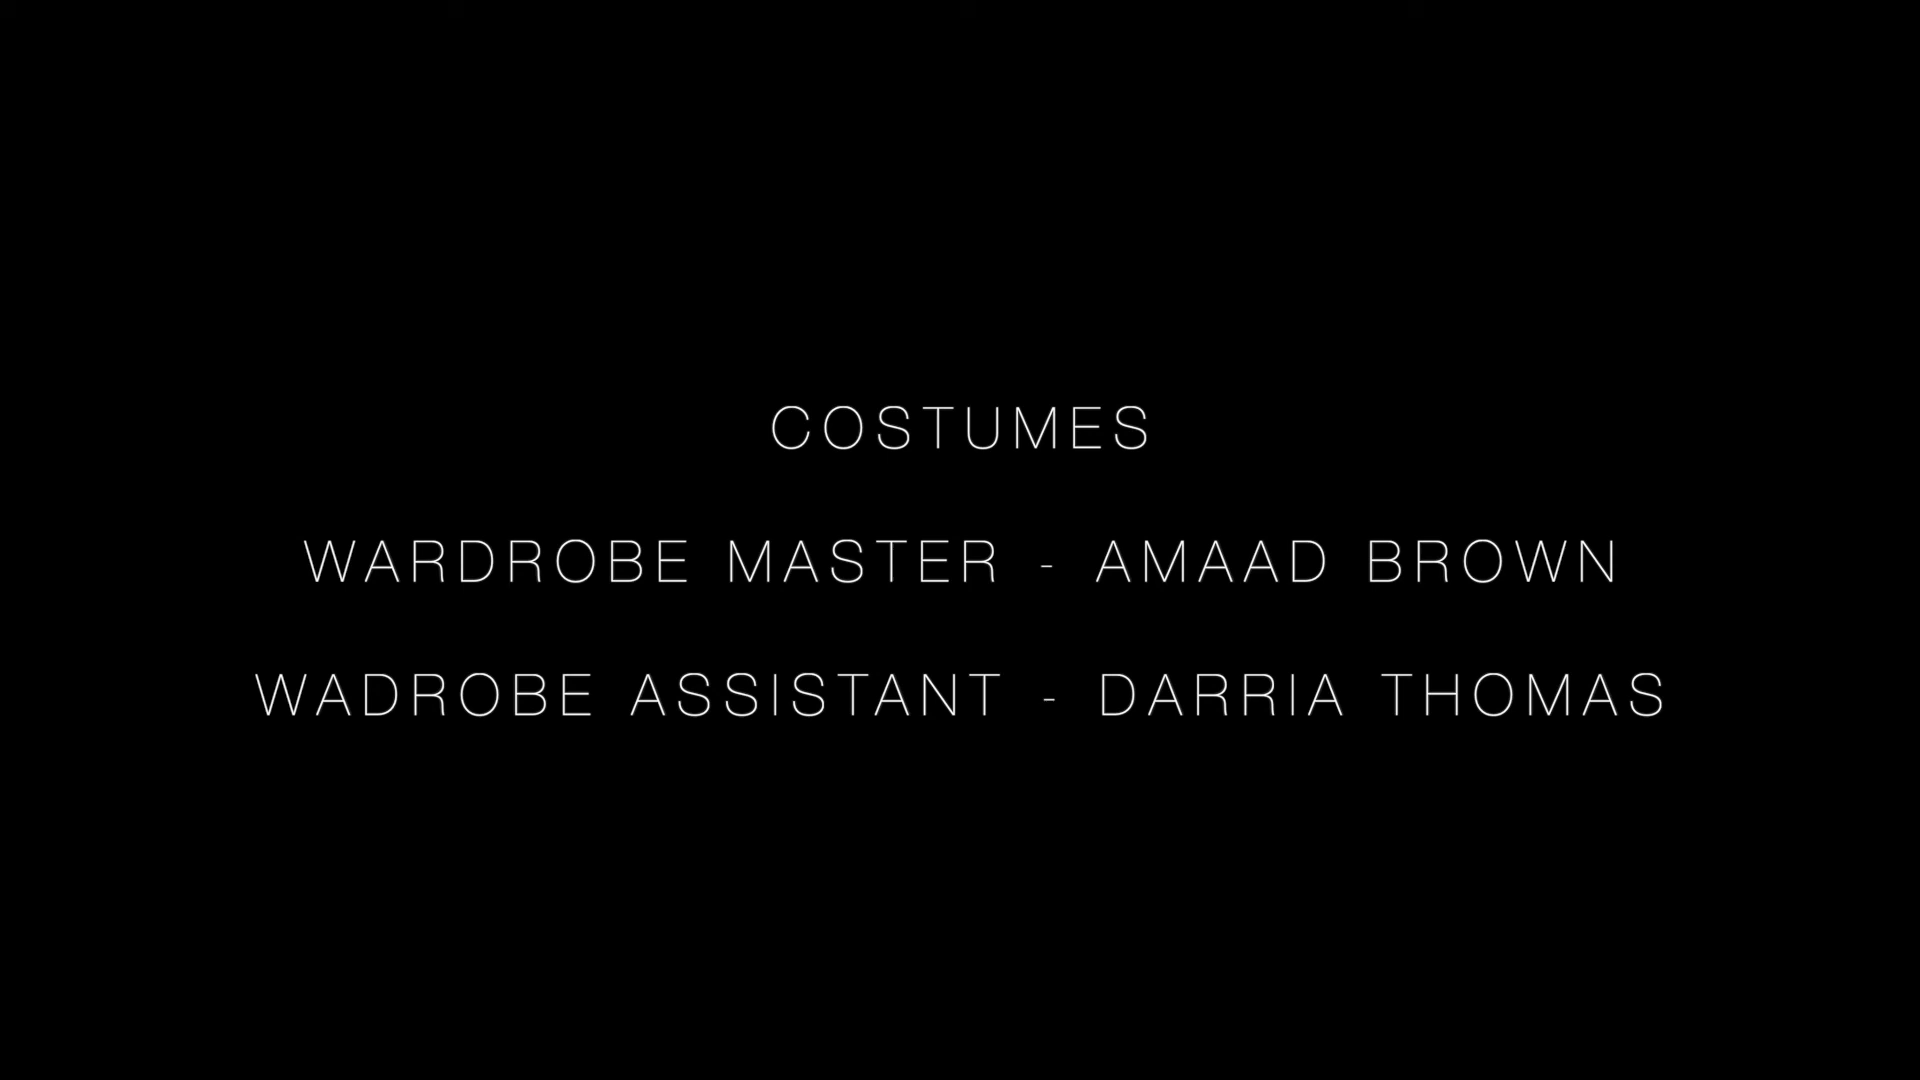 COSTUMES
WARDROBE MASTER - AMAAD BROWN
WADROBE ASSISTANT - DARRIA THOMAS